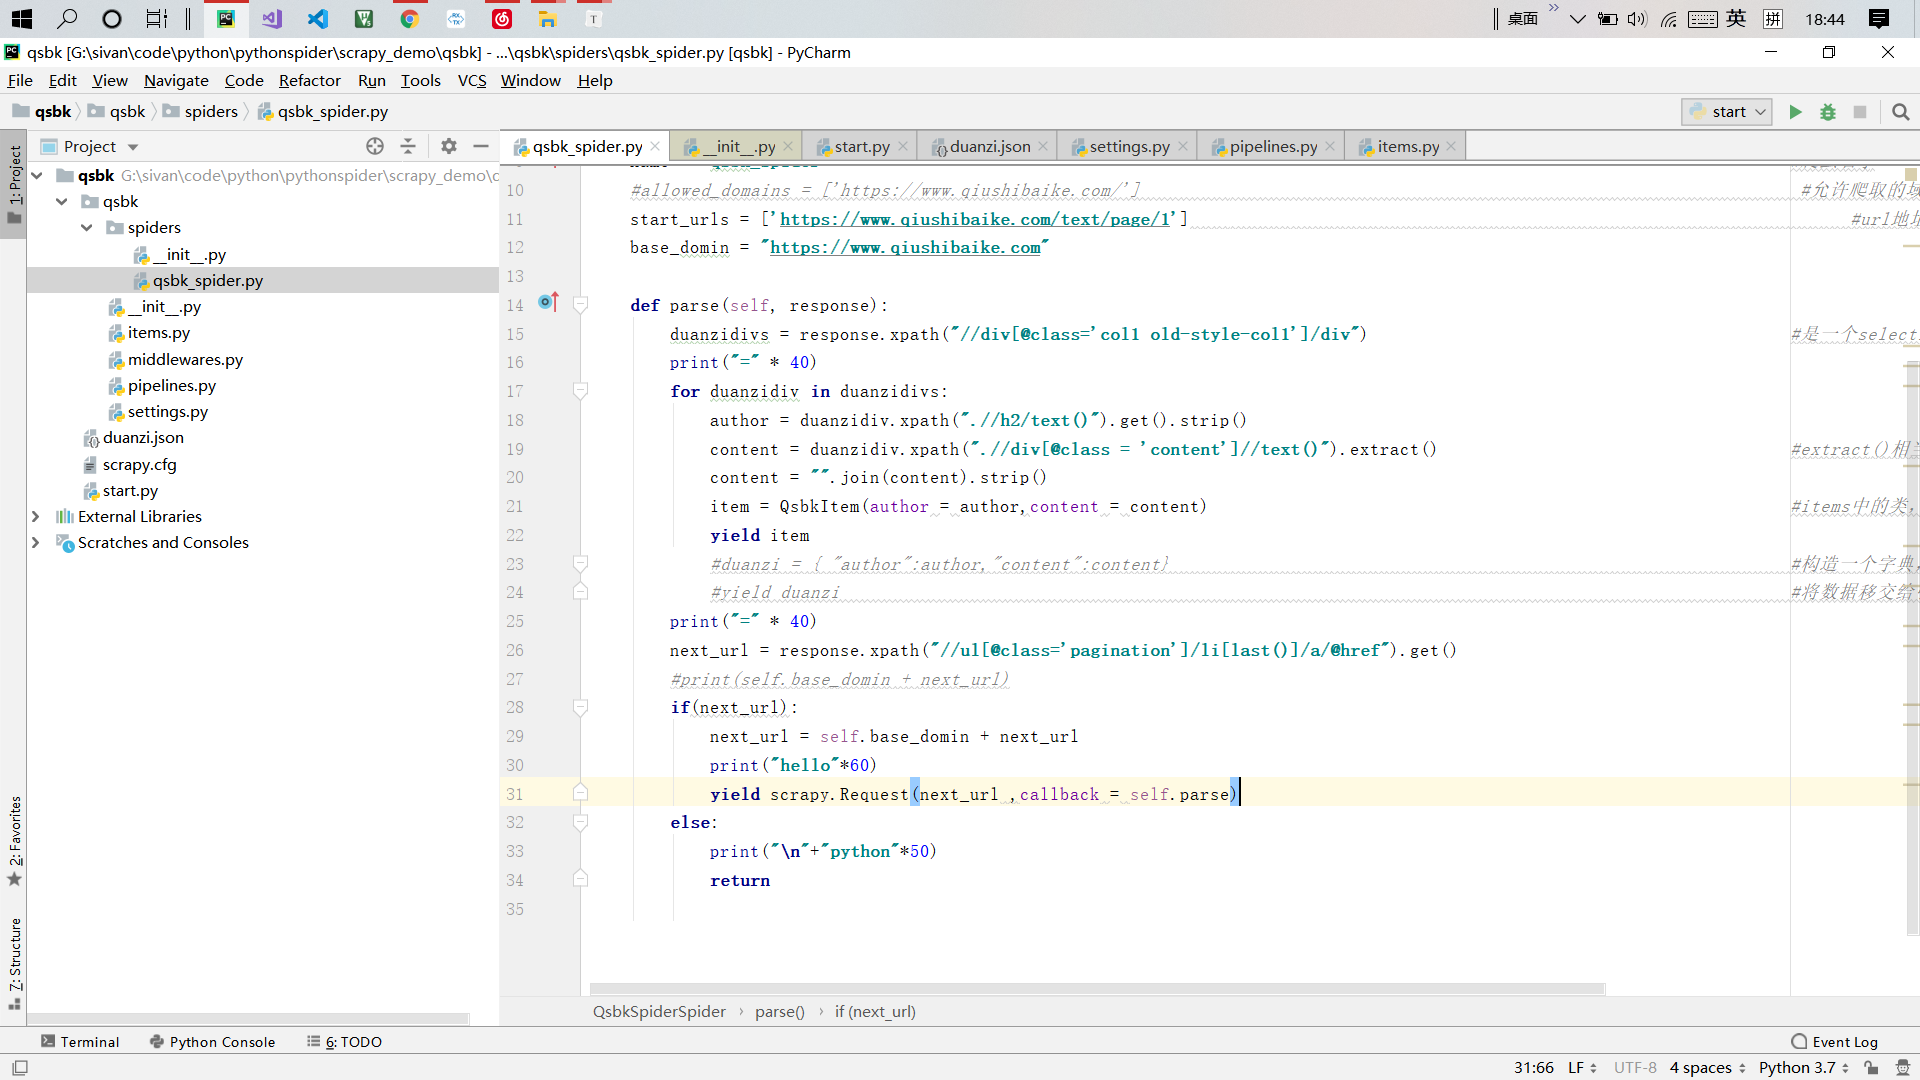 桌面 » 英 拼 18:44
qsbk [G:\sivan\code\python\pythonspider\scrapy_demo\qsbk] - ...\qsbk\spiders\qsbk_spider.py [qsbk] - PyCharm
File Edit View Navigate Code Refactor Run Tools VCS Window Help
qsbk qsbk spiders qsbk_spider.py start
Project
qsbk_spider.py __init__.py start.py duanzi.json settings.py pipelines.py items.py
1: Project
qsbk G:\sivan\code\python\pythonspider\scrapy_demo\
qsbk
spiders
__init__.py
qsbk_spider.py
__init__.py
items.py
middlewares.py
pipelines.py
settings.py
duanzi.json
scrapy.cfg
start.py
External Libraries
Scratches and Consoles
2: Favorites
7: Structure
10 #allowed_domains = ['https://www.qiushibaike.com/'] #允许爬取的域
11 start_urls = ['https://www.qiushibaike.com/text/page/1'] #url地址
12 base_domin = "https://www.qiushibaike.com"
13
14 def parse(self, response):
15 duanzidivs = response.xpath("//div[@class='col1 old-style-col1']/div") #是一个select
16 print("=" * 40)
17 for duanzidiv in duanzidivs:
18 author = duanzidiv.xpath(".//h2/text()").get().strip()
19 content = duanzidiv.xpath(".//div[@class = 'content']//text()").extract() #extract()相当
20 content = "".join(content).strip()
21 item = QsbkItem(author = author,content = content) #items中的类,
22 yield item
23 #duanzi = { "author":author,"content":content} #构造一个字典,
24 #yield duanzi #将数据移交给
25 print("=" * 40)
26 next_url = response.xpath("//ul[@class='pagination']/li[last()]/a/@href").get()
27 #print(self.base_domin + next_url)
28 if(next_url):
29 next_url = self.base_domin + next_url
30 print("hello"*60)
31 yield scrapy.Request(next_url ,callback = self.parse)
32 else:
33 print("\n"+"python"*50)
34 return
35
QsbkSpiderSpider › parse() › if (next_url)
Terminal Python Console 6: TODO Event Log
31:66 LF UTF-8 4 spaces Python 3.7